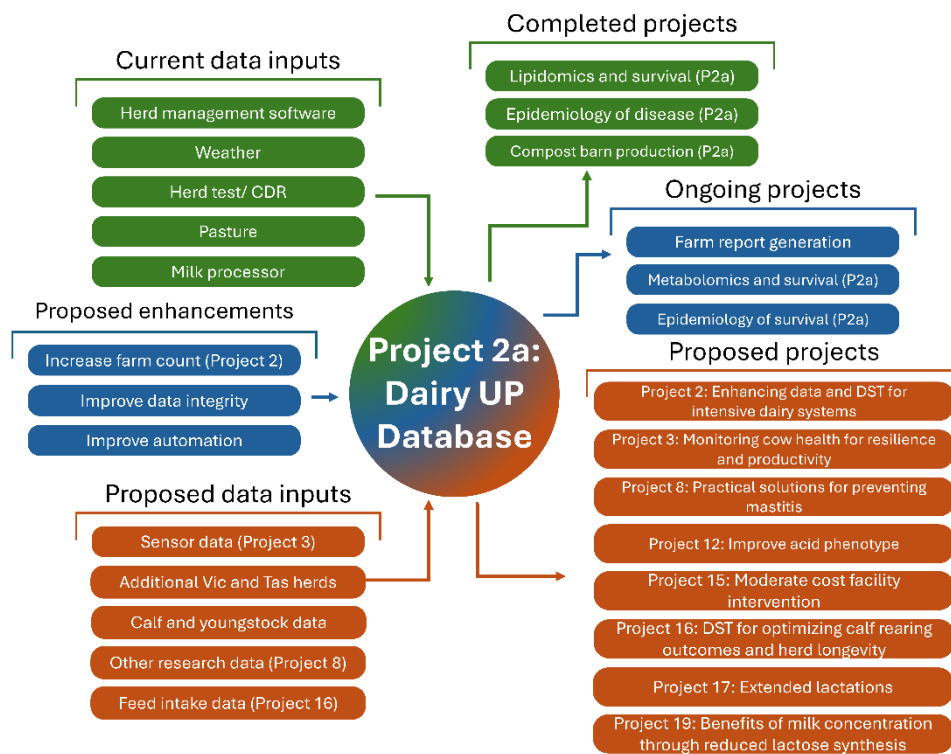 Current data inputs
Herd management software
Weather
Herd test/ CDR
Pasture
Milk processor
Proposed enhancements
Increase farm count (Project 2)
Improve data integrity
Improve automation
Proposed data inputs
Sensor data (Project 3)
Additional Vic and Tas herds
Calf and youngstock data
Other research data (Project 8)
Feed intake data (Project 16)
Project 2a:
Dairy UP
Database
Completed projects
Lipidomics and survival (P2a)
Epidemiology of disease (P2a)
Compost barn production (P2a)
Ongoing projects
Farm report generation
Metabolomics and survival (P2a)
Epidemiology of survival (P2a)
Proposed projects
Project 2: Enhancing data and DST for
intensive dairy systems
Project 3: Monitoring cow health for resilience
and productivity
Project 8: Practical solutions for preventing
mastitis
Project 12: Improve acid phenotype
Project 15: Moderate cost facility
intervention
Project 16: DST for optimizing calf rearing
outcomes and herd longevity
Project 17: Extended lactations
Project 19: Benefits of milk concentration
through reduced lactose synthesis